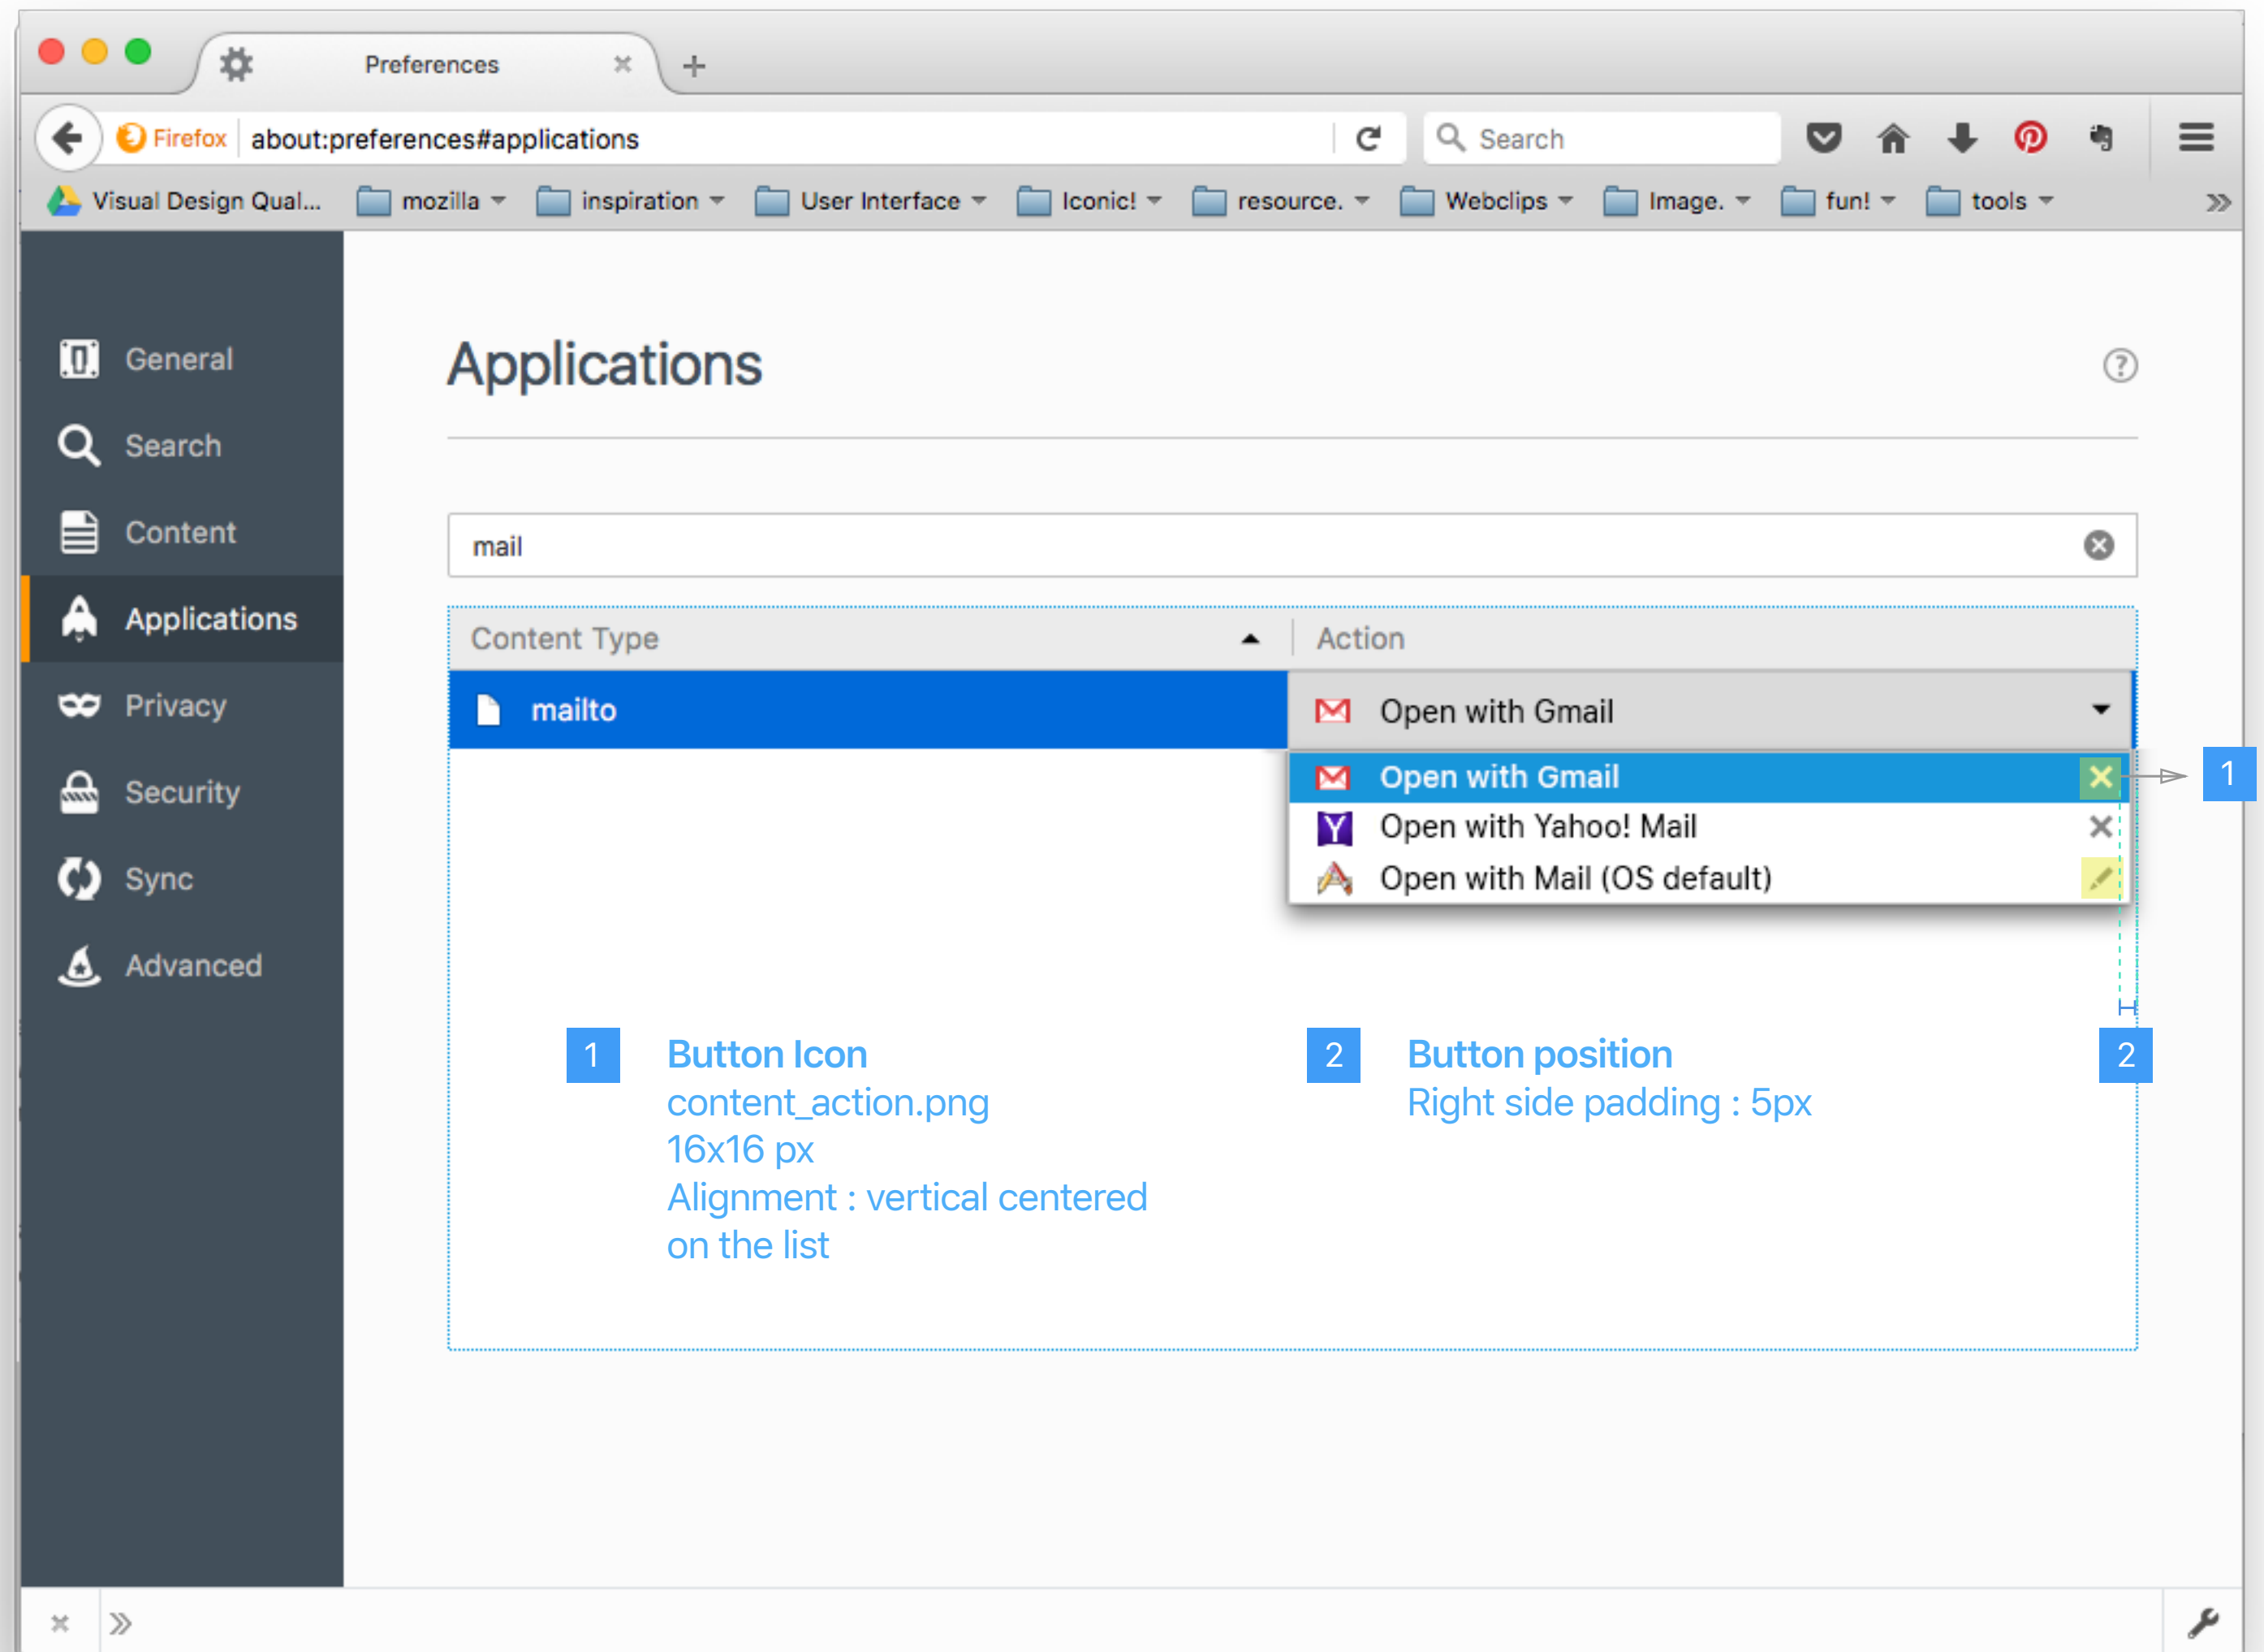 Preferences
Firefox about:preferences#applications Search
Visual Design Qual... mozilla inspiration User Interface Iconic! resource. Webclips Image. fun! tools
General
Search
Content
Applications
Privacy
Security
Sync
Advanced
Applications
?
mail
Content Type Action
mailto Open with Gmail
Open with Gmail 1
Y Open with Yahoo! Mail
Open with Mail (OS default)
1 Button Icon
content_action.png
16x16 px
Alignment : vertical centered
on the list
2 Button position
Right side padding : 5px
2